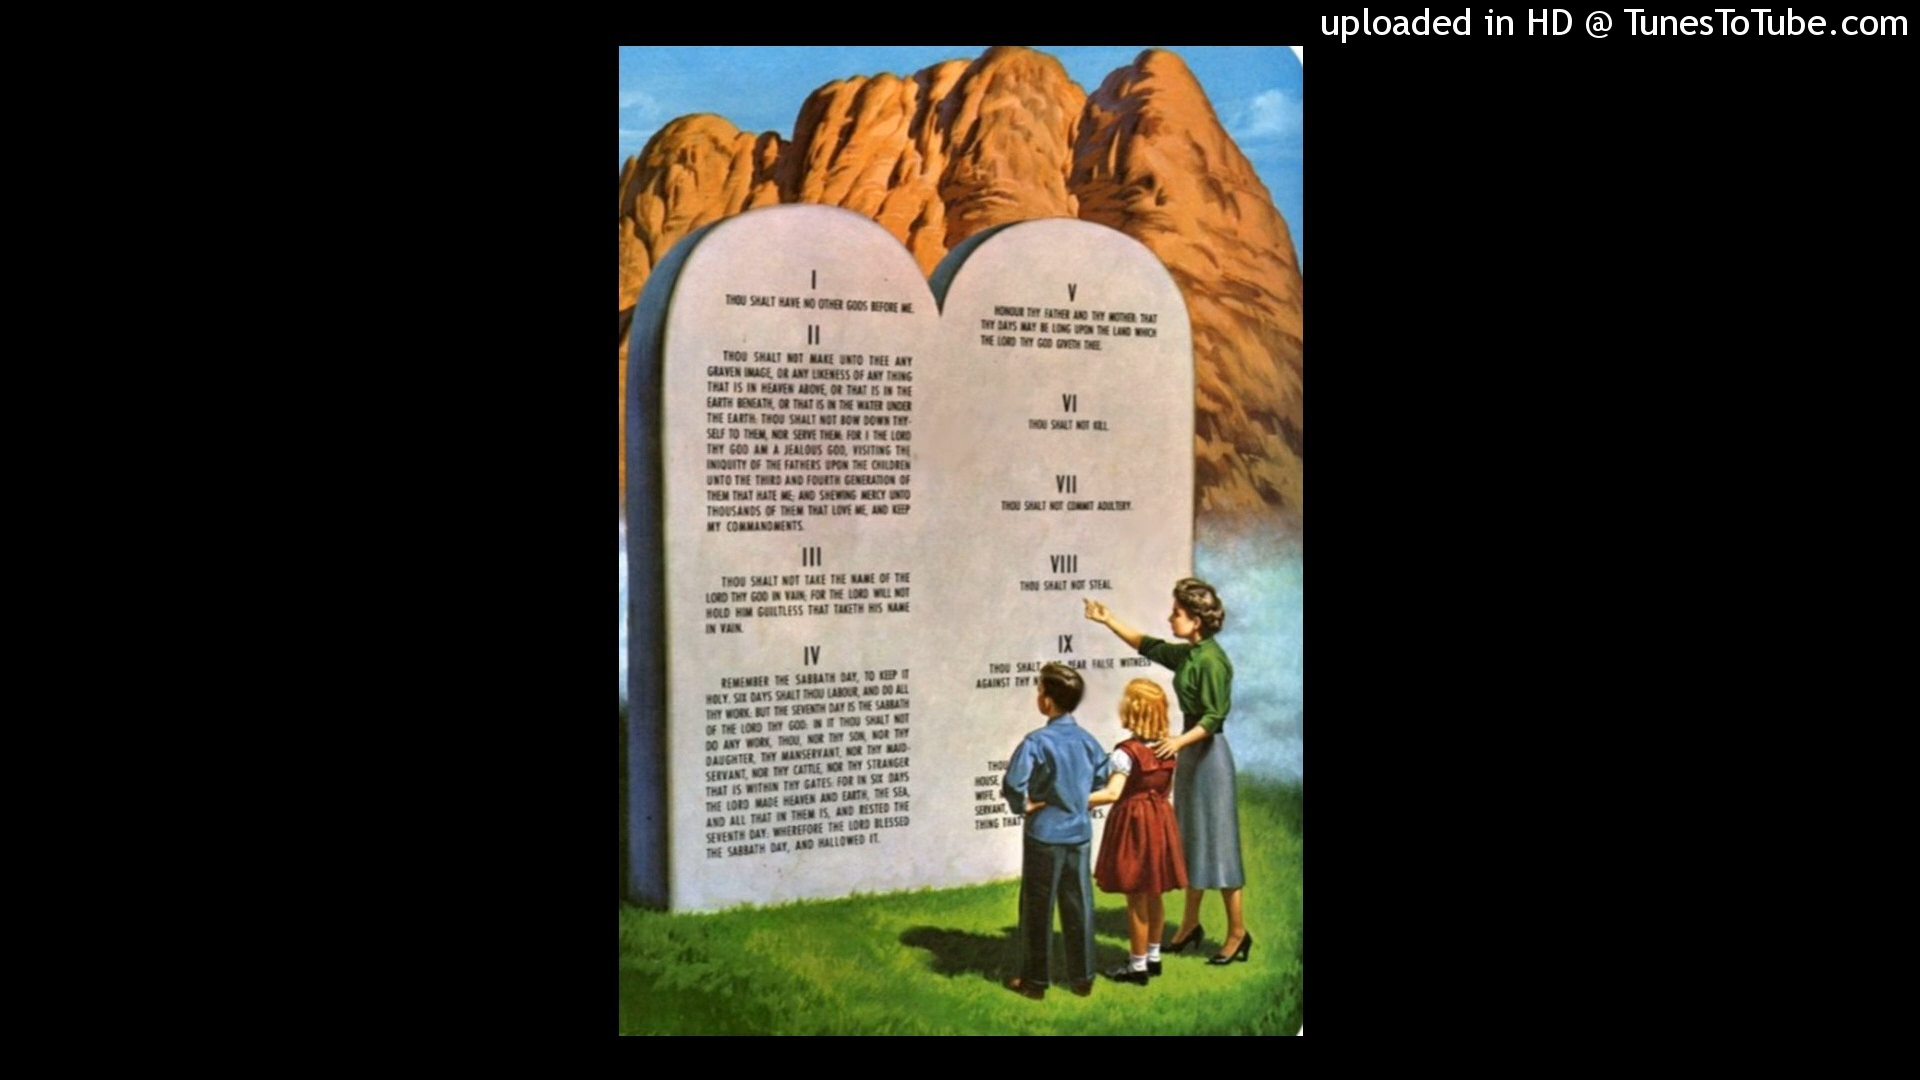 uploaded in HD @ TunesToTube.com
I
THOU SHALT HAVE NO OTHER GODS BEFORE ME.
II
THOU SHALT NOT MAKE UNTO THEE ANY
GRAVEN IMAGE, OR ANY LIKENESS OF ANY THING
THAT IS IN HEAVEN ABOVE, OR THAT IS IN THE
EARTH BENEATH, OR THAT IS IN THE WATER UNDER
THE EARTH: THOU SHALT NOT BOW DOWN THY-
SELF TO THEM, NOR SERVE THEM: FOR I THE LORD
THY GOD AM A JEALOUS GOD, VISITING THE
INIQUITY OF THE FATHERS UPON THE CHILDREN
UNTO THE THIRD AND FOURTH GENERATION OF
THEM THAT HATE ME; AND SHEWING MERCY UNTO
THOUSANDS OF THEM THAT LOVE ME, AND KEEP
MY COMMANDMENTS.
III
THOU SHALT NOT TAKE THE NAME OF THE
LORD THY GOD IN VAIN; FOR THE LORD WILL NOT
HOLD HIM GUILTLESS THAT TAKETH HIS NAME
IN VAIN.
IV
REMEMBER THE SABBATH DAY, TO KEEP IT
HOLY. SIX DAYS SHALT THOU LABOUR, AND DO ALL
THY WORK: BUT THE SEVENTH DAY IS THE SABBATH
OF THE LORD THY GOD: IN IT THOU SHALT NOT
DO ANY WORK, THOU, NOR THY SON, NOR THY
DAUGHTER, THY MANSERVANT, NOR THY MAID-
SERVANT, NOR THY CATTLE, NOR THY STRANGER
THAT IS WITHIN THY GATES: FOR IN SIX DAYS
THE LORD MADE HEAVEN AND EARTH, THE SEA,
AND ALL THAT IN THEM IS, AND RESTED THE
SEVENTH DAY: WHEREFORE THE LORD BLESSED
THE SABBATH DAY, AND HALLOWED IT.
V
HONOUR THY FATHER AND THY MOTHER: THAT
THY DAYS MAY BE LONG UPON THE LAND WHICH
THE LORD THY GOD GIVETH THEE.
VI
THOU SHALT NOT KILL.
VII
THOU SHALT NOT COMMIT ADULTERY.
VIII
THOU SHALT NOT STEAL.
IX
THOU SHALT BEAR FALSE WITNESS
AGAINST THY
THOU
HOUSE,
WIFE,
SERVANT,
THING THAT